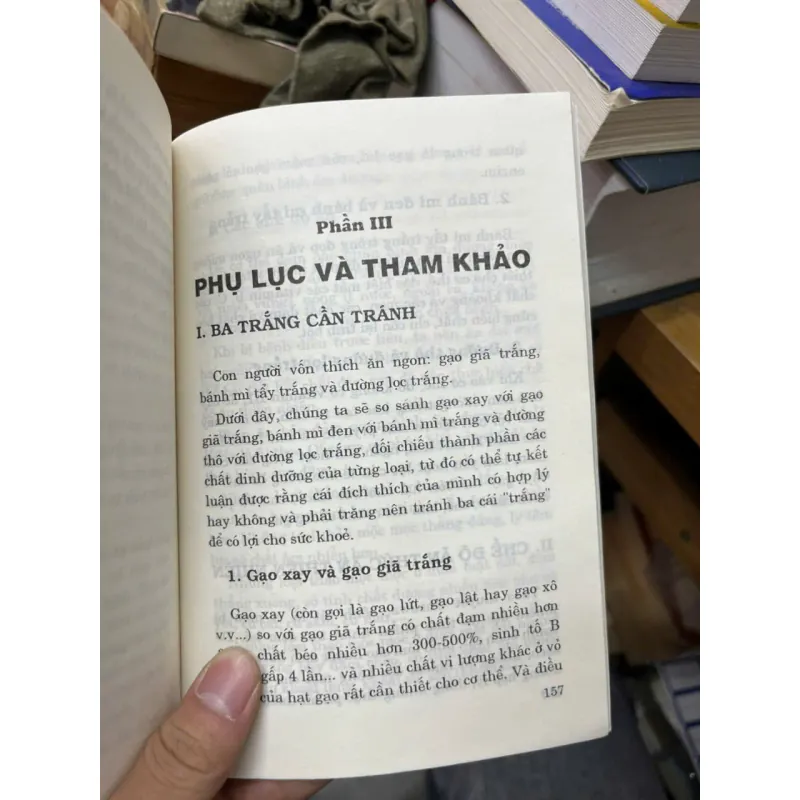 Phần III
PHỤ LỤC VÀ THAM KHẢO
I. BA TRẮNG CẦN TRÁNH
Con người vốn thích ăn ngon: gạo giã trắng,
bánh mì tẩy trắng và đường lọc trắng.
Dưới đây, chúng ta sẽ so sánh gạo xay với gạo
giã trắng, bánh mì đen với bánh mì trắng và đường
thô với đường lọc trắng, đối chiếu thành phần các
chất dinh dưỡng của từng loại, từ đó có thể tự kết
luận được rằng cái đích thích của mình có hợp lý
hay không và phải trăng nên tránh ba cái "trắng"
để có lợi cho sức khoẻ.
1. Gạo xay và gạo giã trắng
Gạo xay (còn gọi là gạo lứt, gạo lật hay gạo xô
v.v...) so với gạo giã trắng có chất đạm nhiều hơn
chất béo nhiều hơn 300-500%, sinh tố B
gấp 4 lần... và nhiều chất vi lượng khác ở vỏ
của hạt gạo rất cần thiết cho cơ thể. Và điều
157